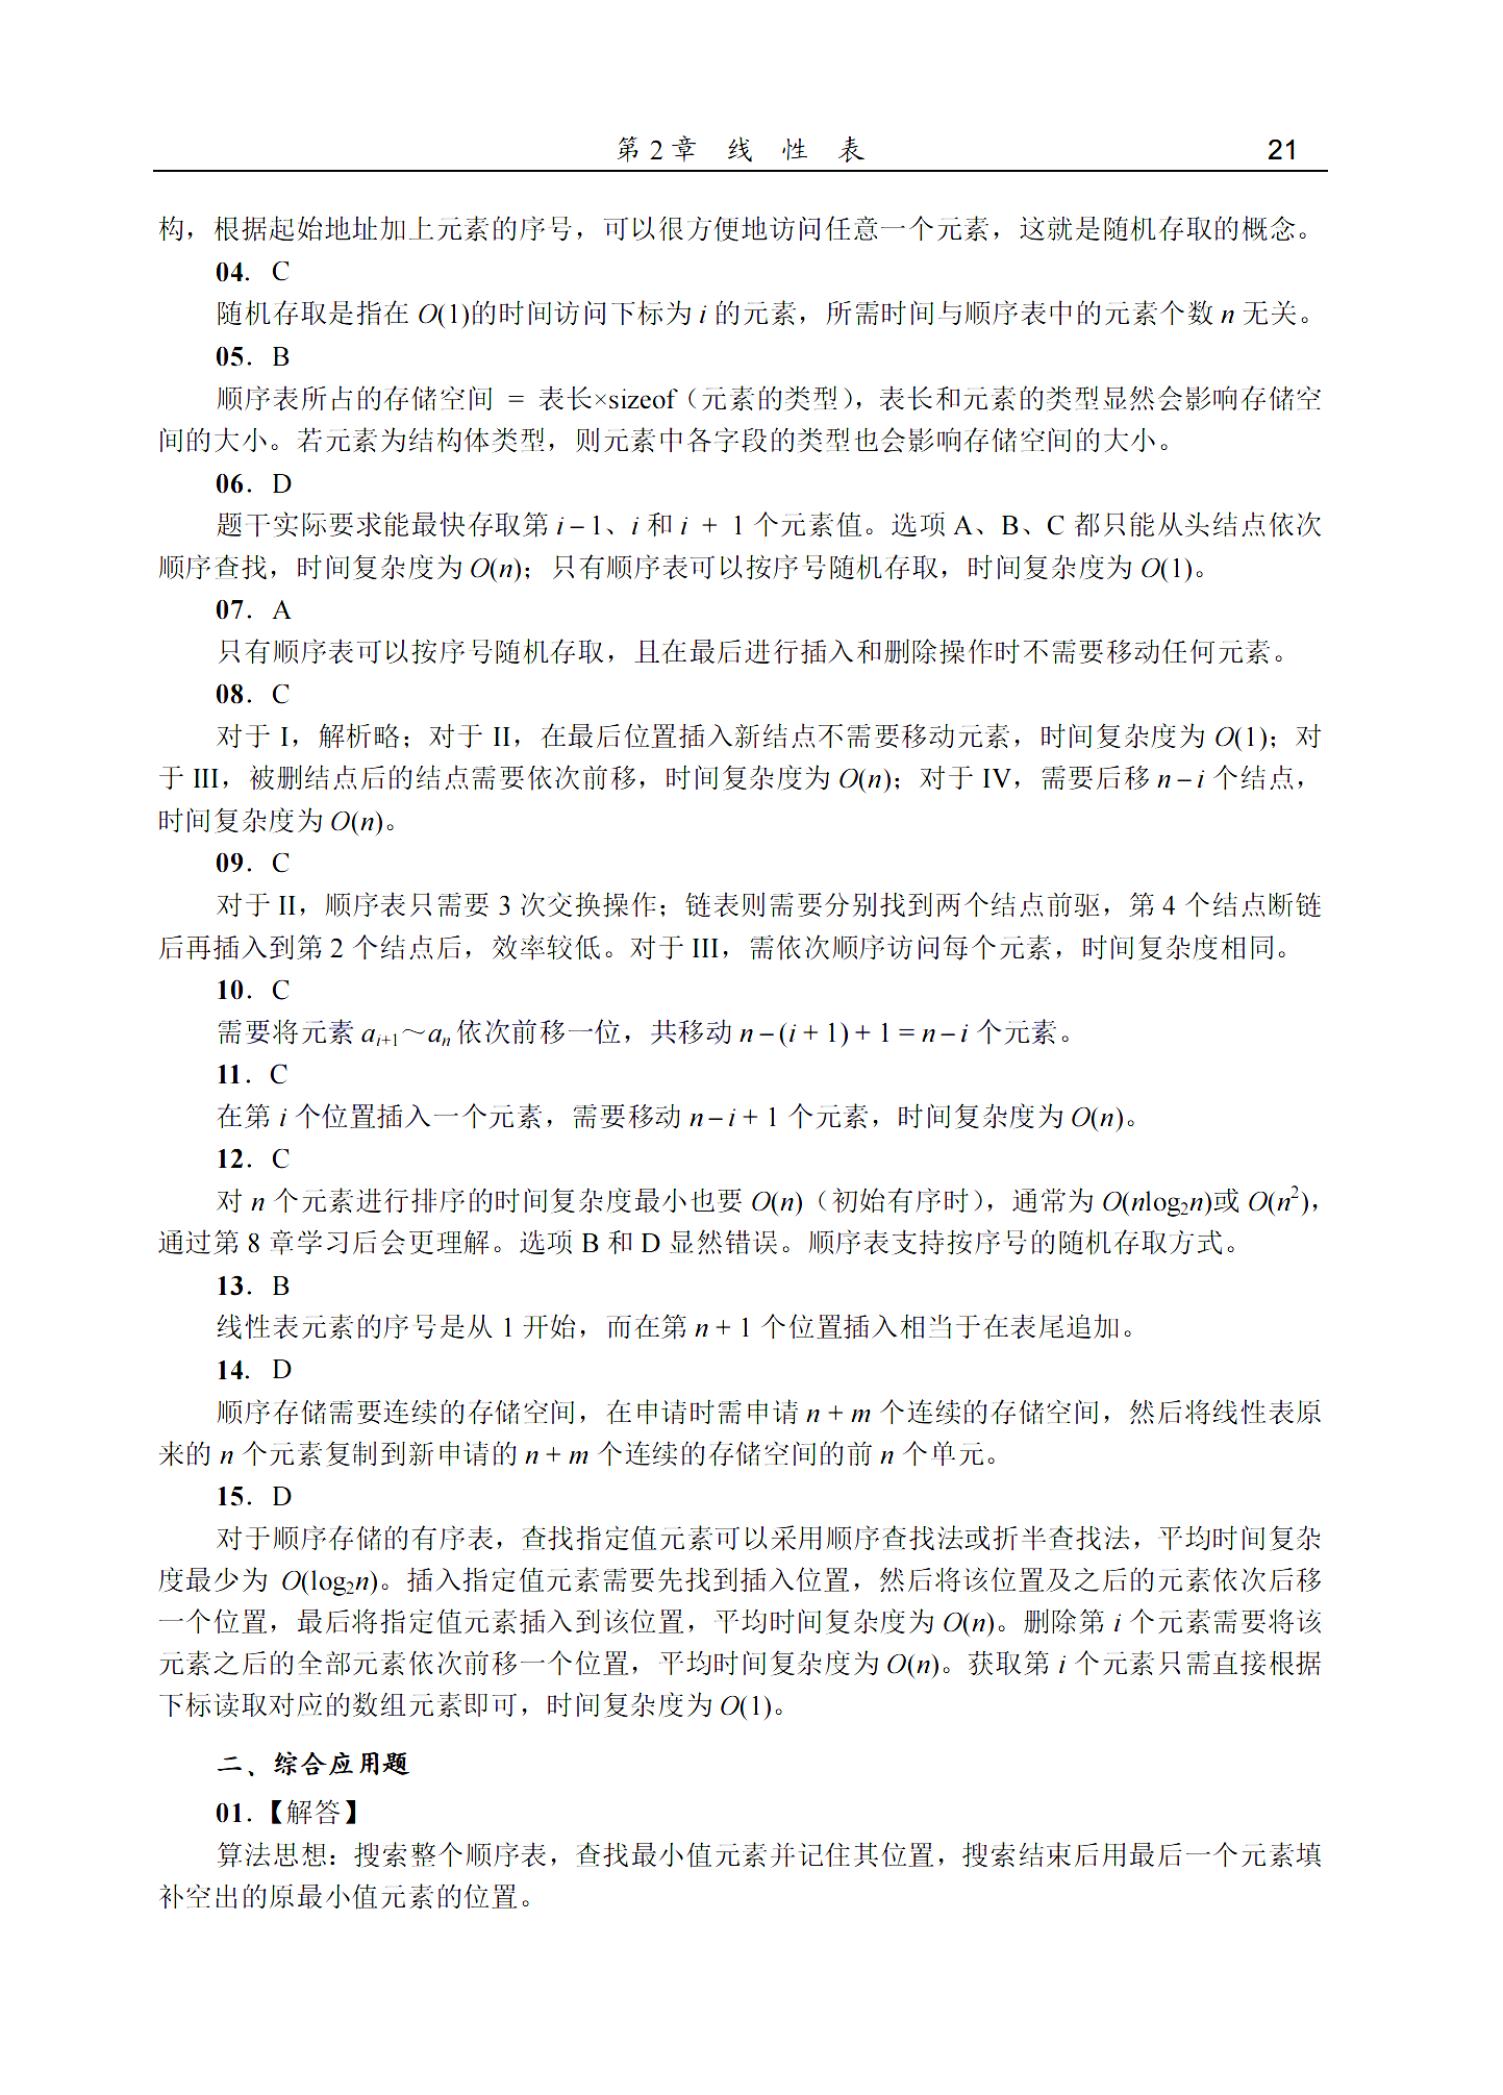 第 2 章 线 性 表 21
构，根据起始地址加上元素的序号，可以很方便地访问任意一个元素，这就是随机存取的概念。
04. C
随机存取是指在 O(1)的时间访问下标为 i 的元素，所需时间与顺序表中的元素个数 n 无关。
05. B
顺序表所占的存储空间 = 表长×sizeof（元素的类型），表长和元素的类型显然会影响存储空
间的大小。若元素为结构体类型，则元素中各字段的类型也会影响存储空间的大小。
06. D
题干实际要求能最快存取第 i – 1、i 和 i + 1 个元素值。选项 A、B、C 都只能从头结点依次
顺序查找，时间复杂度为 O(n)；只有顺序表可以按序号随机存取，时间复杂度为 O(1)。
07. A
只有顺序表可以按序号随机存取，且在最后进行插入和删除操作时不需要移动任何元素。
08. C
对于 I，解析略；对于 II，在最后位置插入新结点不需要移动元素，时间复杂度为 O(1)；对
于 III，被删结点后的结点需要依次前移，时间复杂度为 O(n)；对于 IV，需要后移 n – i 个结点，
时间复杂度为 O(n)。
09. C
对于 II，顺序表只需要 3 次交换操作；链表则需要分别找到两个结点前驱，第 4 个结点断链
后再插入到第 2 个结点后，效率较低。对于 III，需依次顺序访问每个元素，时间复杂度相同。
10. C
需要将元素 aᵢ₊₁～aₙ 依次前移一位，共移动 n – (i + 1) + 1 = n – i 个元素。
11. C
在第 i 个位置插入一个元素，需要移动 n – i + 1 个元素，时间复杂度为 O(n)。
12. C
对 n 个元素进行排序的时间复杂度最小也要 O(n)（初始有序时），通常为 O(nlog₂n)或 O(n²)，
通过第 8 章学习后会更理解。选项 B 和 D 显然错误。顺序表支持按序号的随机存取方式。
13. B
线性表元素的序号是从 1 开始，而在第 n + 1 个位置插入相当于在表尾追加。
14. D
顺序存储需要连续的存储空间，在申请时需申请 n + m 个连续的存储空间，然后将线性表原
来的 n 个元素复制到新申请的 n + m 个连续的存储空间的前 n 个单元。
15. D
对于顺序存储的有序表，查找指定值元素可以采用顺序查找法或折半查找法，平均时间复杂
度最少为 O(log₂n)。插入指定值元素需要先找到插入位置，然后将该位置及之后的元素依次后移
一个位置，最后将指定值元素插入到该位置，平均时间复杂度为 O(n)。删除第 i 个元素需要将该
元素之后的全部元素依次前移一个位置，平均时间复杂度为 O(n)。获取第 i 个元素只需直接根据
下标读取对应的数组元素即可，时间复杂度为 O(1)。
二、综合应用题
01.【解答】
算法思想：搜索整个顺序表，查找最小值元素并记住其位置，搜索结束后用最后一个元素填
补空出的原最小值元素的位置。